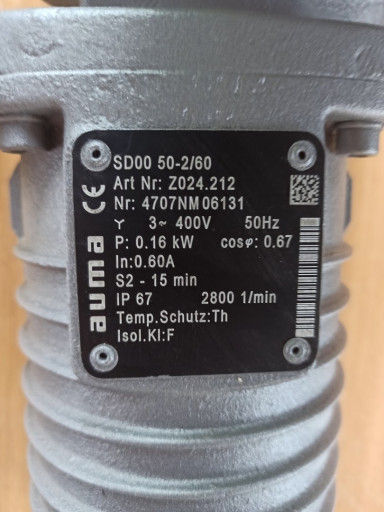 SD00 50-2/60
Art Nr: Z024.212
Nr: 4707NM06131
Y 3~ 400V 50Hz
P: 0.16 kW cosφ: 0.67
In:0.60A
S2 - 15 min
IP 67 2800 1/min
Temp.Schutz:Th
Isol.Kl:F
CE
auma